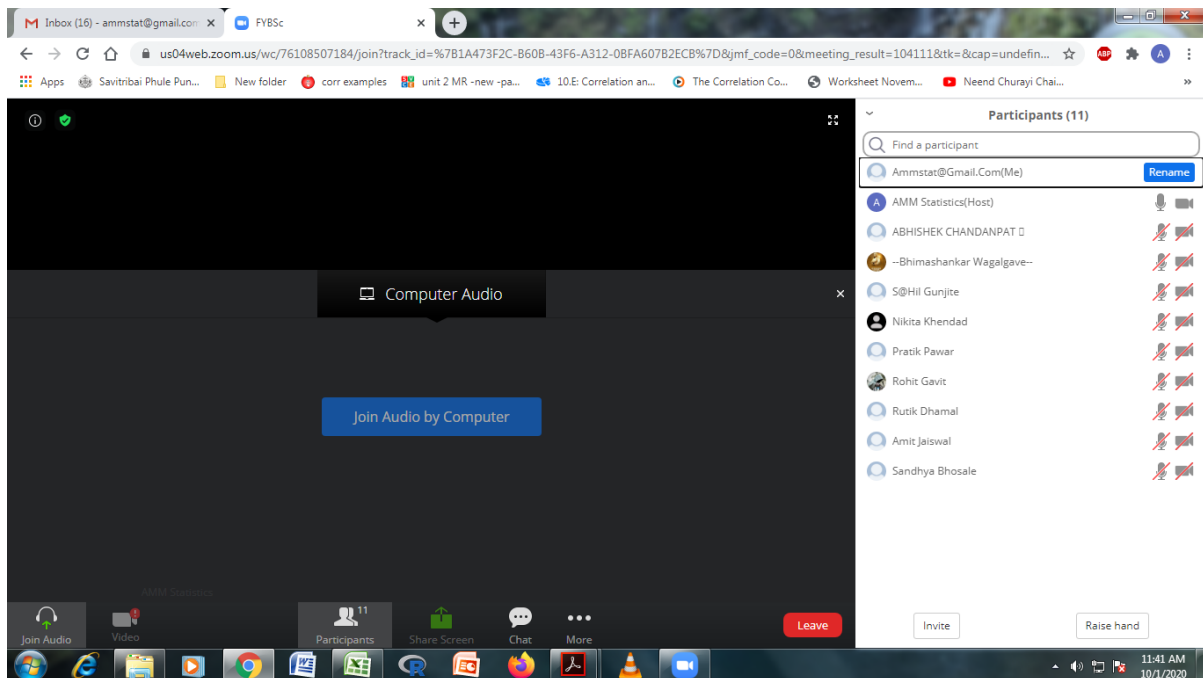 Inbox (16) - ammstat@gmail.com
FYBSc
us04web.zoom.us/wc/76108507184/join?track_id=%7B1A473F2C-B60B-43F6-A312-0BFA607B2ECB%7D&jmf_code=0&meeting_result=104111&tk=&cap=undefin...
ABP
A
Apps
Savitribai Phule Pun...
New folder
corr examples
unit 2 MR -new -pa...
10.E: Correlation an...
The Correlation Co...
Worksheet Novem...
Neend Churayi Chai...
»
Participants (11)
Find a participant
Ammstat@Gmail.Com(Me)
Rename
A
AMM Statistics(Host)
ABHISHEK CHANDANPAT
--Bhimashankar Wagalgave--
S@Hil Gunjite
Nikita Khendad
Pratik Pawar
Rohit Gavit
Rutik Dhamal
Amit Jaiswal
Sandhya Bhosale
Computer Audio
Join Audio by Computer
AMM Statistics
Join Audio
Video
11
Participants
Share Screen
Chat
More
Leave
Invite
Raise hand
11:41 AM
10/1/2020